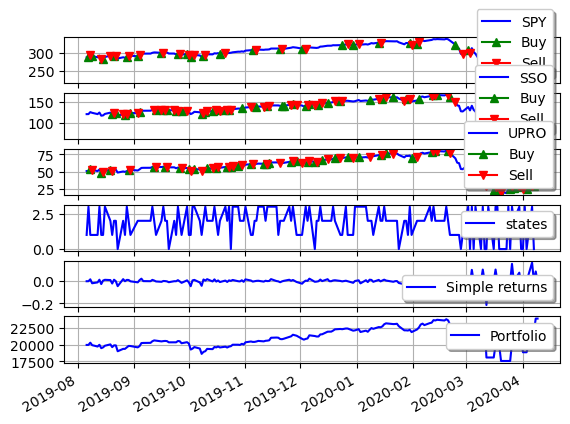 SPY
Buy
Sell
300
250
SSO
Buy
Sell
150
100
UPRO
Buy
Sell
75
50
25
states
2.5
0.0
Simple returns
0.0
−0.2
Portfolio
22500
20000
17500
2019-08
2019-09
2019-10
2019-11
2019-12
2020-01
2020-02
2020-03
2020-04